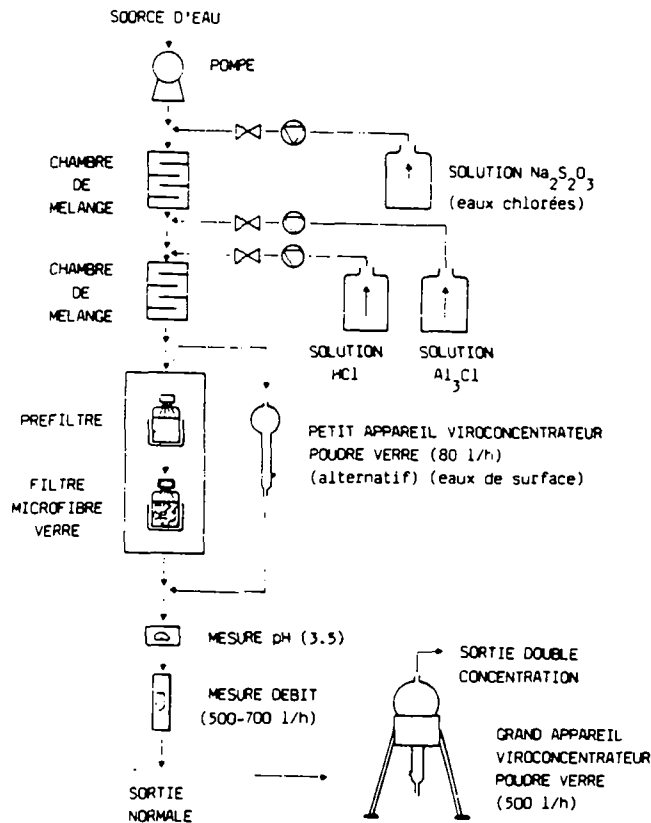 SOORCE D'EAU
POMPE
CHAMBRE
DE
MELANGE
SOLUTION Na2S2O3
(eaux chlorées)
CHAMBRE
DE
MELANGE
SOLUTION
HCl
SOLUTION
Al3Cl
PREFILTRE
FILTRE
MICROFIBRE
VERRE
PETIT APPAREIL VIROCONCENTRATEUR
POUDRE VERRE (80 l/h)
(alternatif) (eaux de surface)
MESURE pH (3.5)
MESURE DEBIT
(500-700 l/h)
SORTIE
NORMALE
SORTIE DOUBLE
CONCENTRATION
GRAND APPAREIL
VIROCONCENTRATEUR
POUDRE VERRE
(500 l/h)